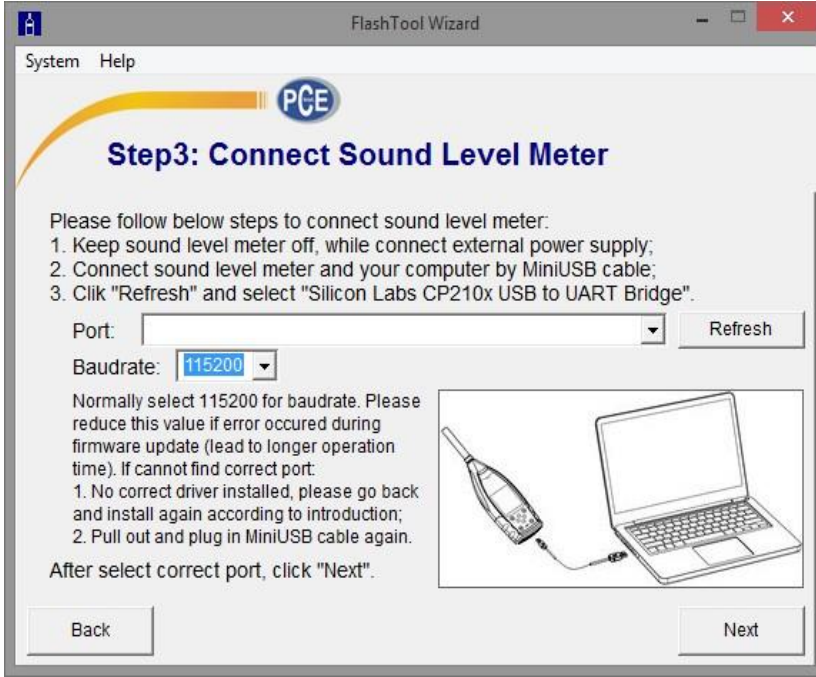 FlashTool Wizard
System Help
PCE
Step3: Connect Sound Level Meter
Please follow below steps to connect sound level meter:
1. Keep sound level meter off, while connect external power supply;
2. Connect sound level meter and your computer by MiniUSB cable;
3. Clik "Refresh" and select "Silicon Labs CP210x USB to UART Bridge".
Port: Refresh
Baudrate: 115200
Normally select 115200 for baudrate. Please
reduce this value if error occured during
firmware update (lead to longer operation
time). If cannot find correct port:
1. No correct driver installed, please go back
and install again according to introduction;
2. Pull out and plug in MiniUSB cable again.
After select correct port, click "Next".
Back Next